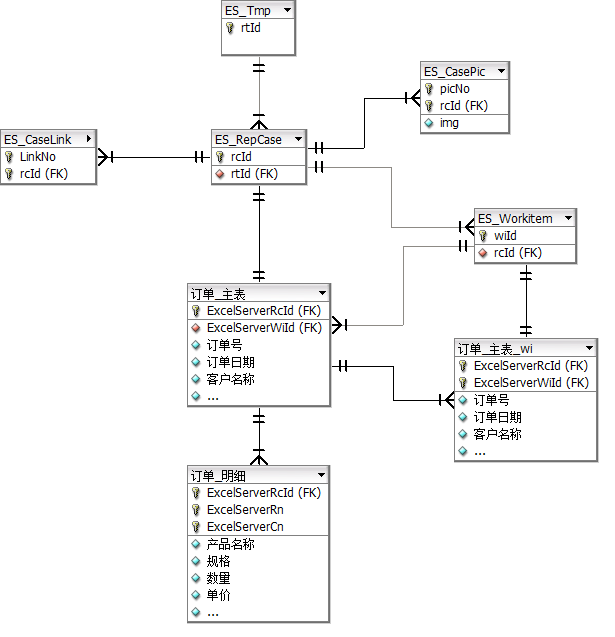 ES_Tmp
rtId
ES_CasePic
picNo
rcId (FK)
img
ES_CaseLink
LinkNo
rcId (FK)
ES_RepCase
rcId
rtId (FK)
ES_Workitem
wiId
rcId (FK)
订单_主表
ExcelServerRcId (FK)
ExcelServerWiId (FK)
订单号
订单日期
客户名称
...
订单_主表_wi
ExcelServerRcId (FK)
ExcelServerWiId (FK)
订单号
订单日期
客户名称
...
订单_明细
ExcelServerRcId (FK)
ExcelServerRn
ExcelServerCn
产品名称
规格
数量
单价
...